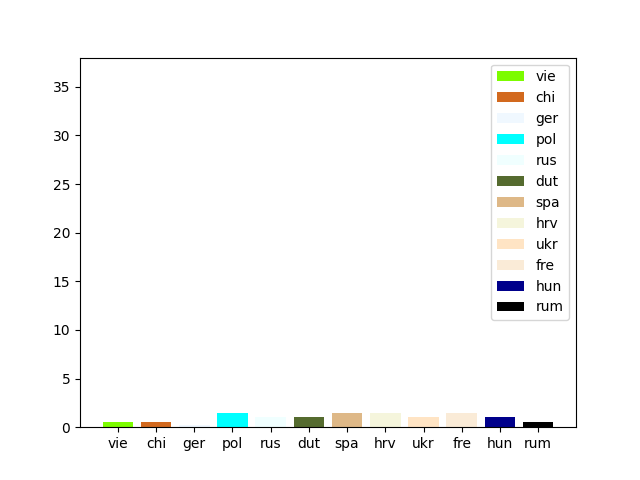 35
30
25
20
15
10
5
0
vie
chi
ger
pol
rus
dut
spa
hrv
ukr
fre
hun
rum
vie chi ger pol rus dut spa hrv ukr fre hun rum